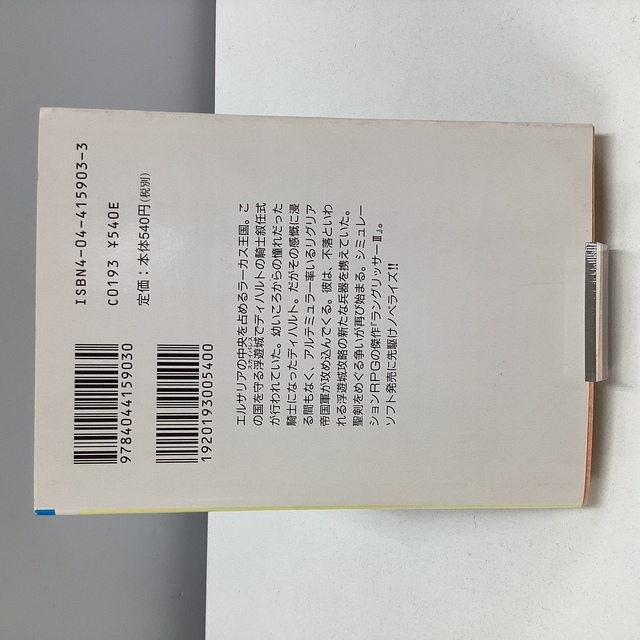 ISBN4-04-415903-3
C0193 ¥540E
定価：本体540円(税別)
9784044159030
1920193005400
エルサリアの中央を占めるラーカス王国。こ
の国を守る浮遊城でディハルトの騎士叙任式
が行われていた。幼いころからの憧れだった
騎士になったディハルト。だがその感慨に浸
る間もなく、アルテミュラー率いるリグリア
帝国軍が攻め込んでくる。彼は、不落といわ
れる浮遊城攻略の新たな兵器を携えていた。
聖剣をめぐる争いが再び始まる。シミュレー
ションRPGの傑作『ラングリッサーⅢ』。
ソフト発売に先駆けノベライズ!!